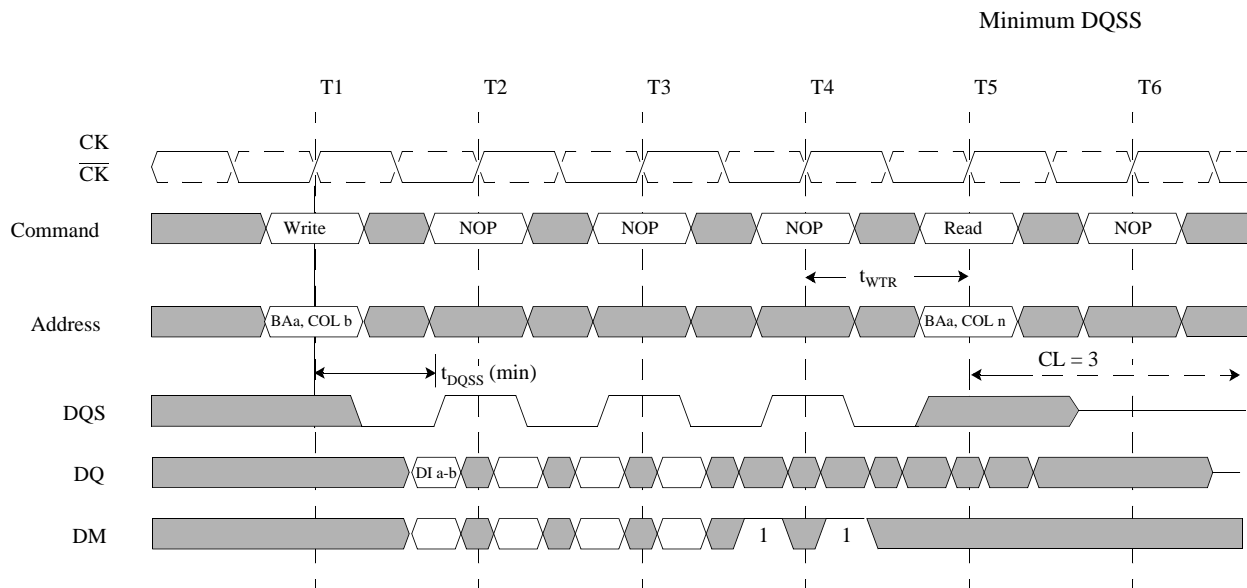 Minimum DQSS
T1 T2 T3 T4 T5 T6
CK
CK
Command Write NOP NOP NOP Read NOP
tWTR
Address BAa, COL b BAa, COL n
tDQSS (min) CL = 3
DQS
DQ DI a-b
DM 1 1